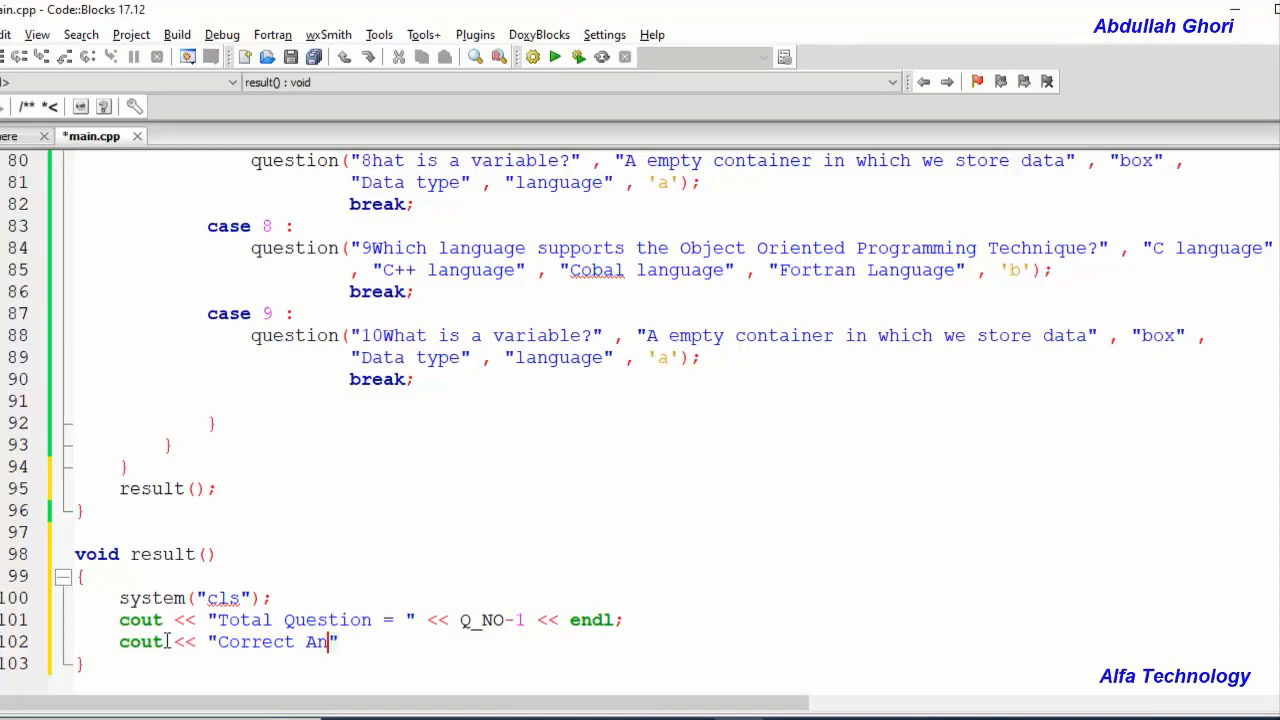 ain.cpp - Code::Blocks 17.12
Abdullah Ghori
dit View Search Project Build Debug Fortran wxSmith Tools Tools+ Plugins DoxyBlocks Settings Help
> result() : void
/** *<
here *main.cpp
80 question("8hat is a variable?" , "A empty container in which we store data" , "box" ,
81 "Data type" , "language" , 'a');
82 break;
83 case 8 :
84 question("9Which language supports the Object Oriented Programming Technique?" , "C language"
85 , "C++ language" , "Cobal language" , "Fortran Language" , 'b');
86 break;
87 case 9 :
88 question("10What is a variable?" , "A empty container in which we store data" , "box" ,
89 "Data type" , "language" , 'a');
90 break;
91
92 }
93 }
94 }
95 result();
96 }
97
98 void result()
99 {
100 system("cls");
101 cout << "Total Question = " << Q_NO-1 << endl;
102 cout << "Correct An"
103 }
Alfa Technology